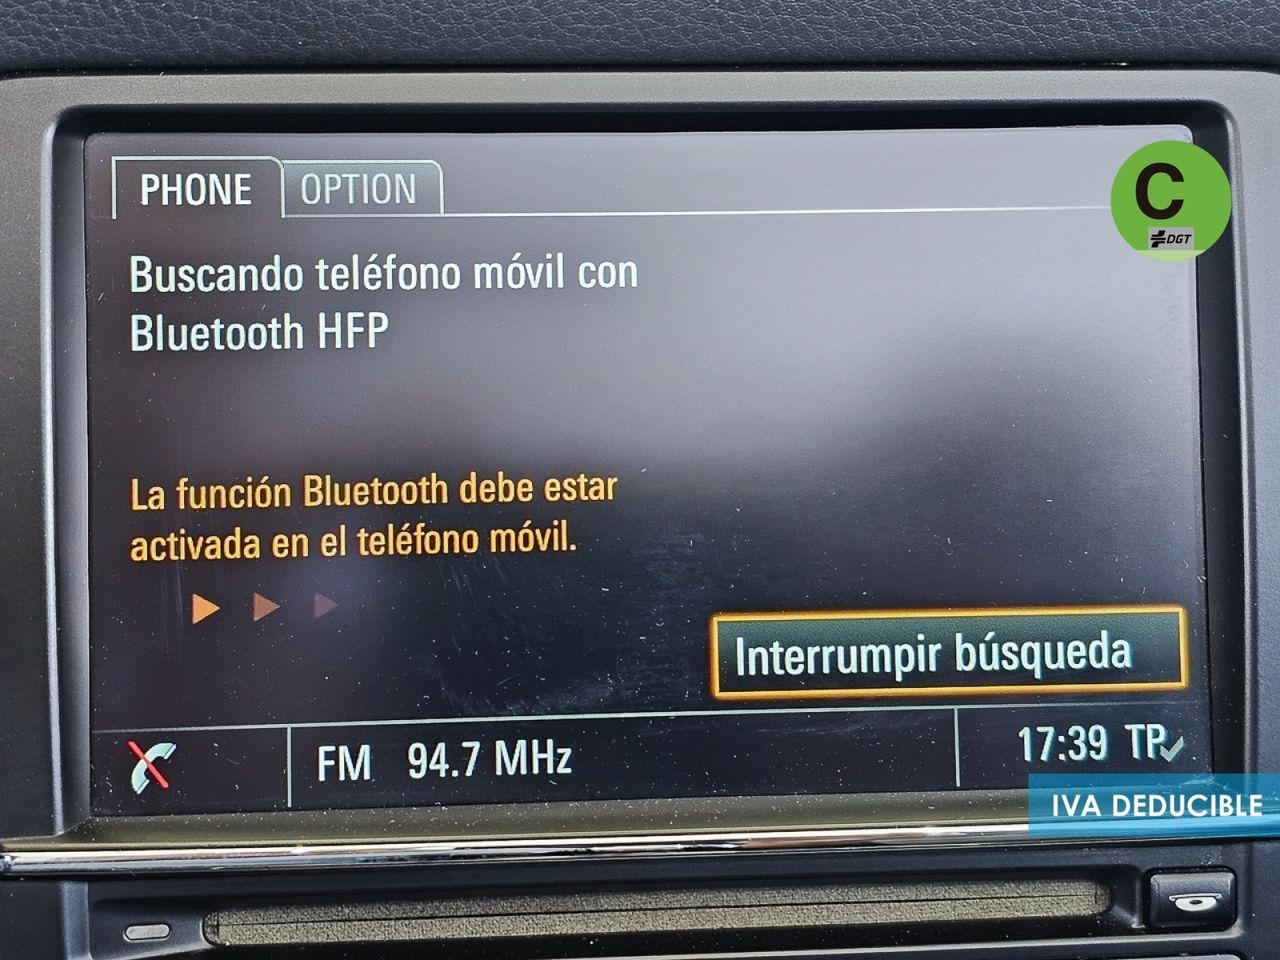 PHONE OPTION
C
DGT
Buscando teléfono móvil con
Bluetooth HFP
La función Bluetooth debe estar
activada en el teléfono móvil.
Interrumpir búsqueda
FM 94.7 MHz 17:39 TP
IVA DEDUCIBLE